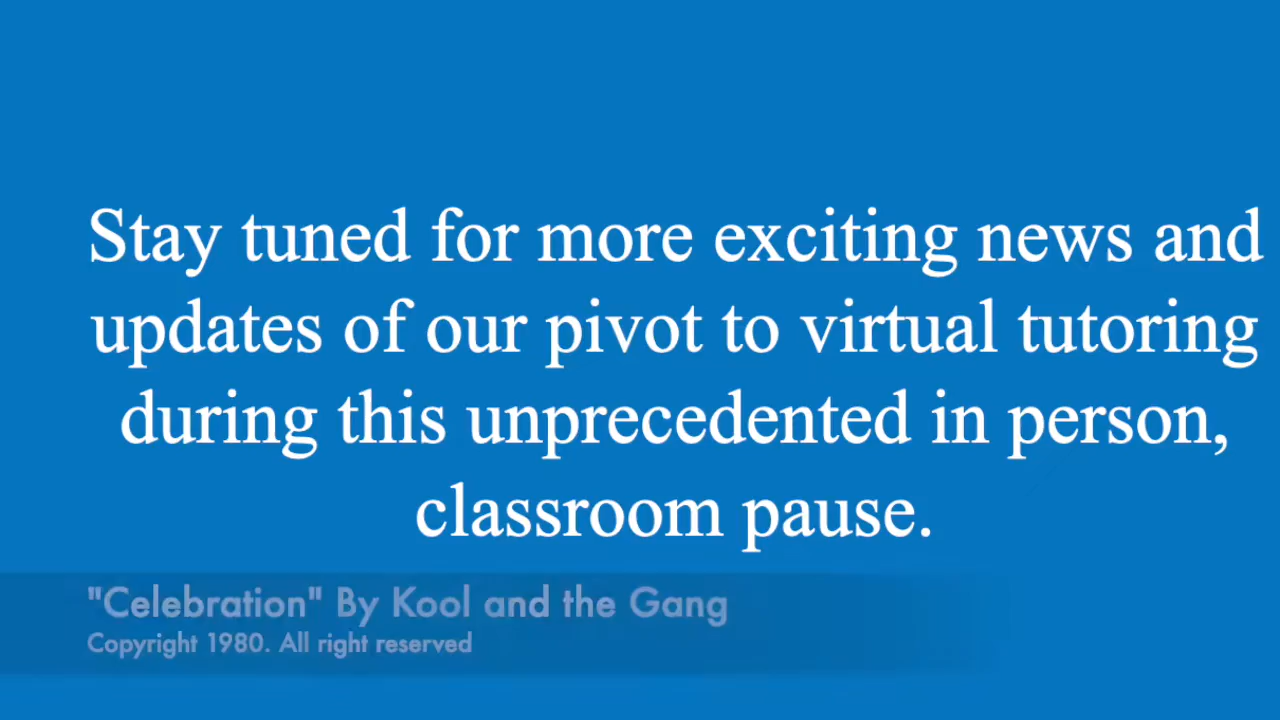 Stay tuned for more exciting news and
updates of our pivot to virtual tutoring
during this unprecedented in person,
classroom pause.
"Celebration" By Kool and the Gang
Copyright 1980. All right reserved